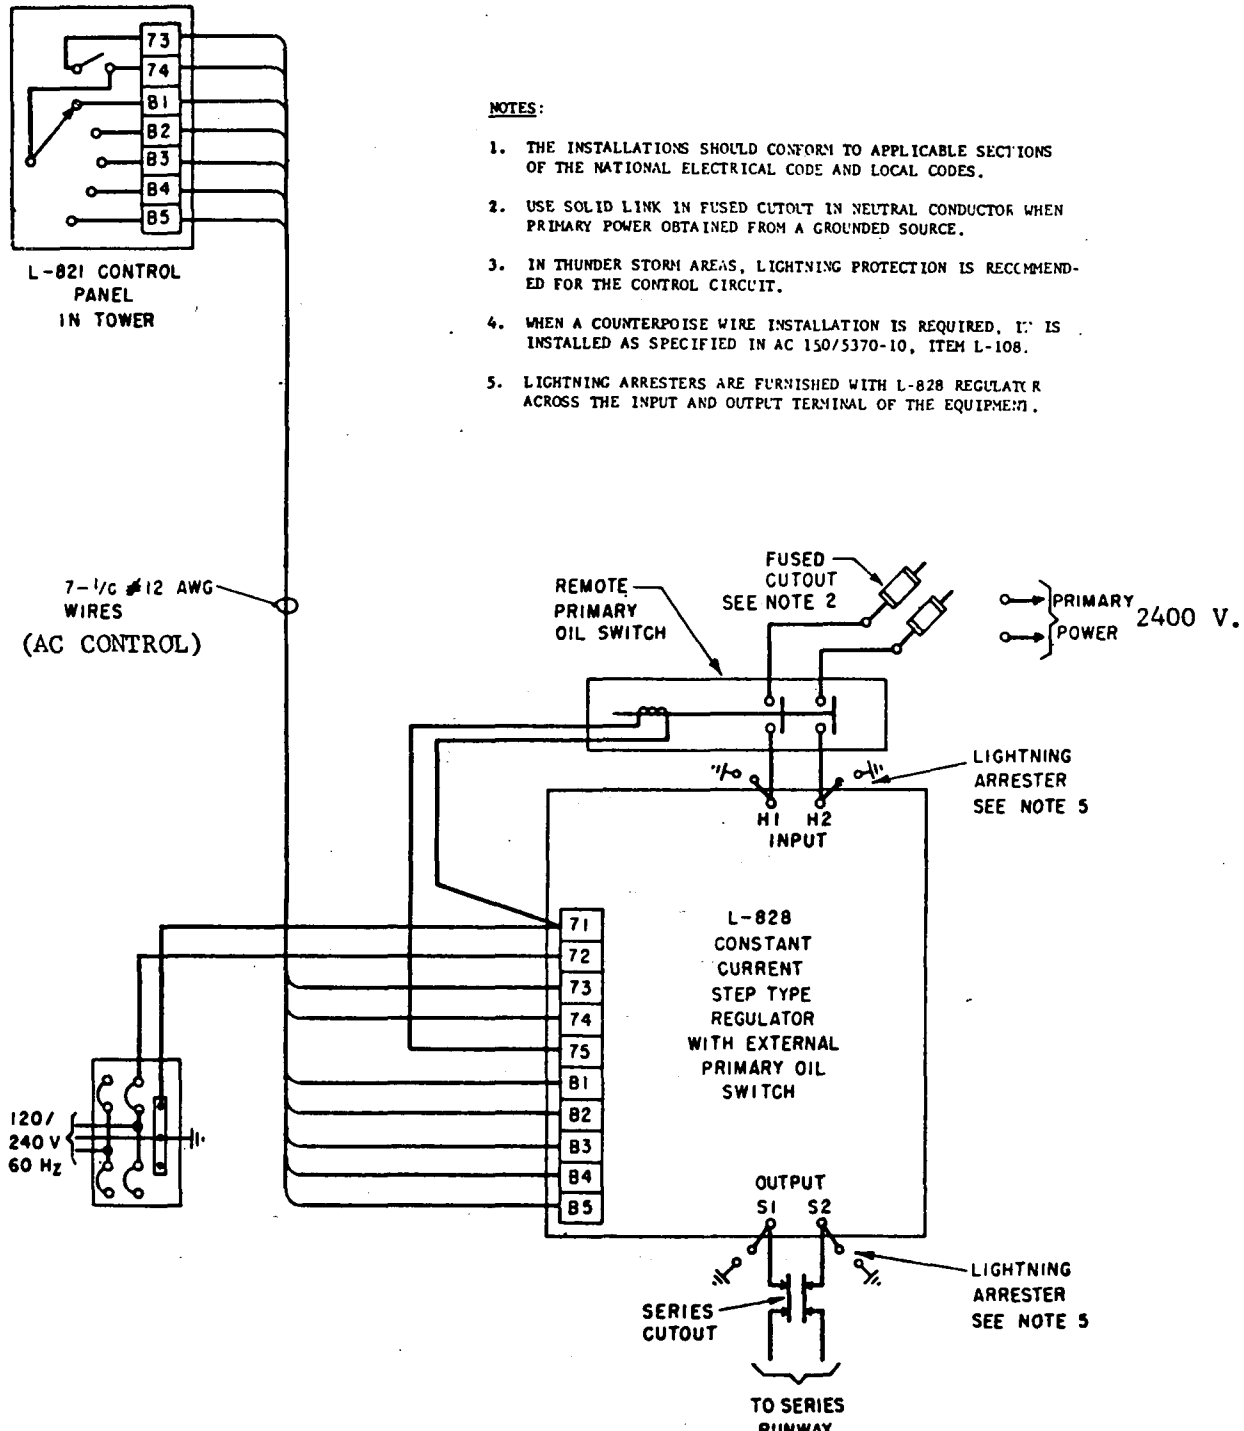 73
74
B1
B2
B3
B4
B5
L-821 CONTROL
PANEL
IN TOWER
NOTES:
1. THE INSTALLATIONS SHOULD CONFORM TO APPLICABLE SECTIONS
OF THE NATIONAL ELECTRICAL CODE AND LOCAL CODES.
2. USE SOLID LINK IN FUSED CUTOUT IN NEUTRAL CONDUCTOR WHEN
PRIMARY POWER OBTAINED FROM A GROUNDED SOURCE.
3. IN THUNDER STORM AREAS, LIGHTNING PROTECTION IS RECOMMEND-
ED FOR THE CONTROL CIRCUIT.
4. WHEN A COUNTERPOISE WIRE INSTALLATION IS REQUIRED, IT IS
INSTALLED AS SPECIFIED IN AC 150/5370-10, ITEM L-108.
5. LIGHTNING ARRESTERS ARE FURNISHED WITH L-828 REGULATOR
ACROSS THE INPUT AND OUTPUT TERMINAL OF THE EQUIPMENT.
7-1/C #12 AWG
WIRES
(AC CONTROL)
REMOTE
PRIMARY
OIL SWITCH
FUSED
CUTOUT
SEE NOTE 2
PRIMARY
POWER
2400 V.
LIGHTNING
ARRESTER
SEE NOTE 5
H1 H2
INPUT
71
72
73
74
75
B1
B2
B3
B4
B5
L-828
CONSTANT
CURRENT
STEP TYPE
REGULATOR
WITH EXTERNAL
PRIMARY OIL
SWITCH
120/
240 V
60 Hz
OUTPUT
S1 S2
LIGHTNING
ARRESTER
SEE NOTE 5
SERIES
CUTOUT
TO SERIES
RUNWAY